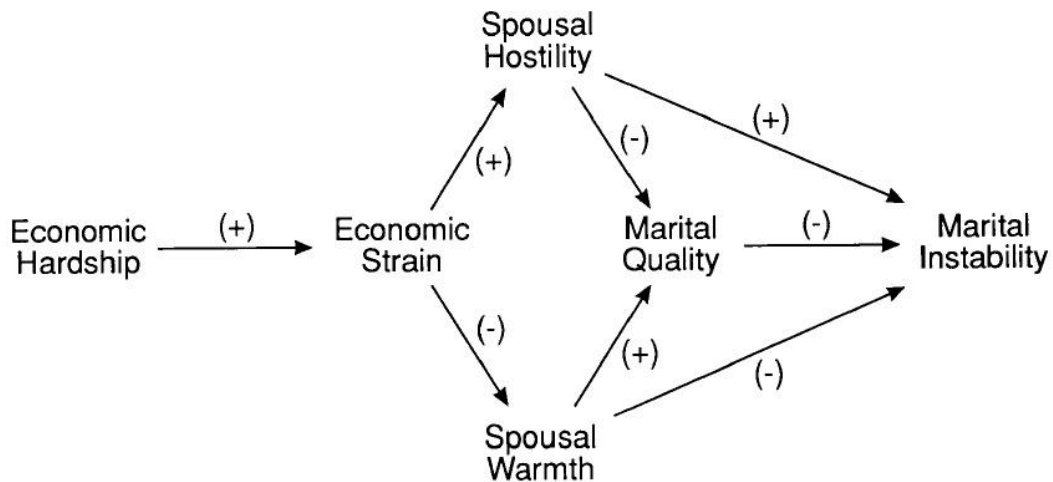 Spousal
Hostility
(+)
(-)
(+)
Economic
Hardship
(+)
Economic
Strain
Marital
Quality
(-)
Marital
Instability
(-)
(+)
(-)
Spousal
Warmth